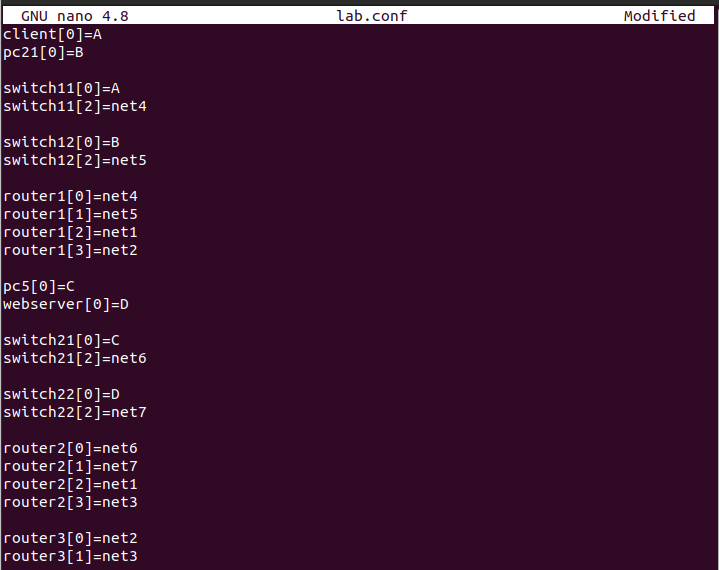 GNU nano 4.8 lab.conf Modified
client[0]=A
pc21[0]=B
switch11[0]=A
switch11[2]=net4
switch12[0]=B
switch12[2]=net5
router1[0]=net4
router1[1]=net5
router1[2]=net1
router1[3]=net2
pc5[0]=C
webserver[0]=D
switch21[0]=C
switch21[2]=net6
switch22[0]=D
switch22[2]=net7
router2[0]=net6
router2[1]=net7
router2[2]=net1
router2[3]=net3
router3[0]=net2
router3[1]=net3